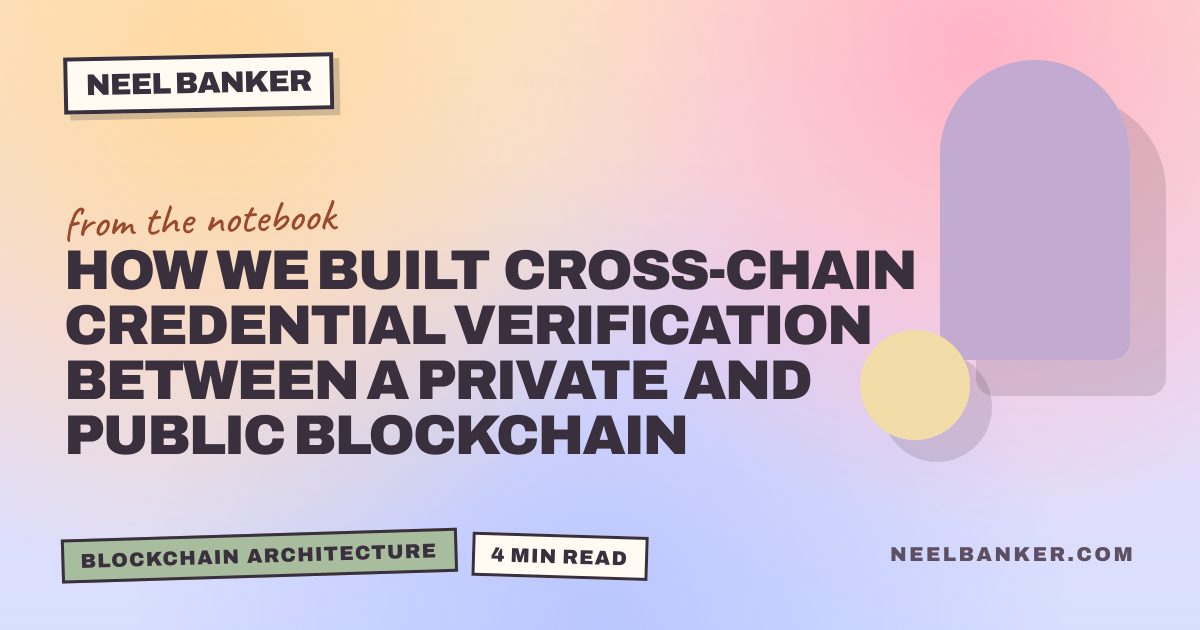 NEEL BANKER
from the notebook
HOW WE BUILT CROSS-CHAIN
CREDENTIAL VERIFICATION
BETWEEN A PRIVATE AND
PUBLIC BLOCKCHAIN
BLOCKCHAIN ARCHITECTURE
4 MIN READ
NEELBANKER.COM